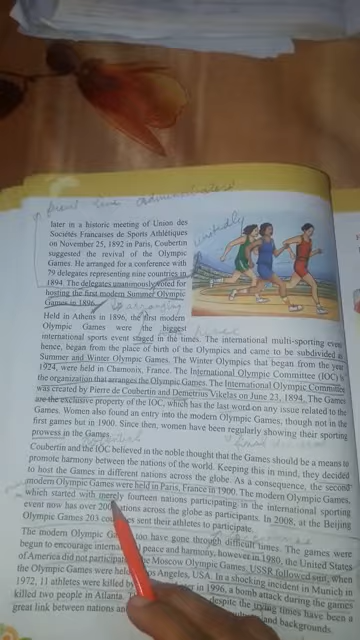 unitedly
later in a historic meeting of Union des
Sociétés Francaises de Sports Athlétiques
on November 25, 1892 in Paris, Coubertin
suggested the revival of the Olympic
Games. He arranged for a conference with
79 delegates representing nine countries in
1894. The delegates unanimously voted for
hosting the first modern Summer Olympic
Games in 1896.
Held in Athens in 1896, the first modern
Olympic Games were the biggest
international sports event staged in the times. The international multi-sporting event
hence, began from the place of birth of Olympics and came to be subdivided as
Summer and Winter Olympic Games. The Winter Olympics that began from the year
1924, were held in Chamonix, France. The International Olympic Committee (IOC) is
the organization that arranges the Olympic Games. The International Olympic Committee
was created by Pierre de Coubertin and Demetrius Vikelas on June 23, 1894. The Games
are the exclusive property of the IOC, which has the last word on any issue related to the
Games. Women also found an entry into the modern Olympic Games, though not in the
first games but in 1900. Since then, women have been regularly showing their sporting
prowess in the Games.
Coubertin and the IOC believed in the noble thought that the Games should be a means to
promote harmony between the nations of the world. Keeping this in mind, they decided
to host the Games in different nations across the globe. As a consequence, the second
modern Olympic Games were held in Paris, France in 1900. The modern Olympic Games,
which started with merely fourteen nations participating in the international sporting
event now has over 200 nations across the globe as participants. In 2008, at the Beijing
Olympic Games 203 sent their athletes to participate.
The modern Olympic too have gone through difficult times. The games were
began to encourage peace and harmony, however in 1980, the United States
of America did not Moscow Olympic Games, USSR followed suit, when
the Olympic Games were Los Angeles, USA. In a shocking incident in Munich in
1972, 11 athletes were killed in 1996, a bomb attack during the games
killed two people in Atlanta. despite the trying times have been a
great link between nations and backgrounds.